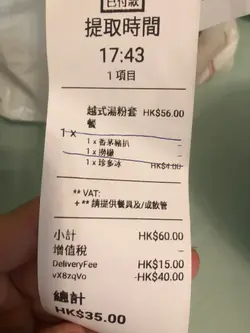 已付款
提取時間
17:43
1 項目
越式湯粉套餐 HK$56.00
1 x
1 x 香茅豬扒 -
1 x 撈檬 -
1 x 珍多冰 HK$4.00
** VAT:
+ ** 請提供餐具及/或飲管
小計 HK$60.00
增值稅 -
DeliveryFee HK$15.00
vX8zqVo -HK$40.00
總計
HK$35.00